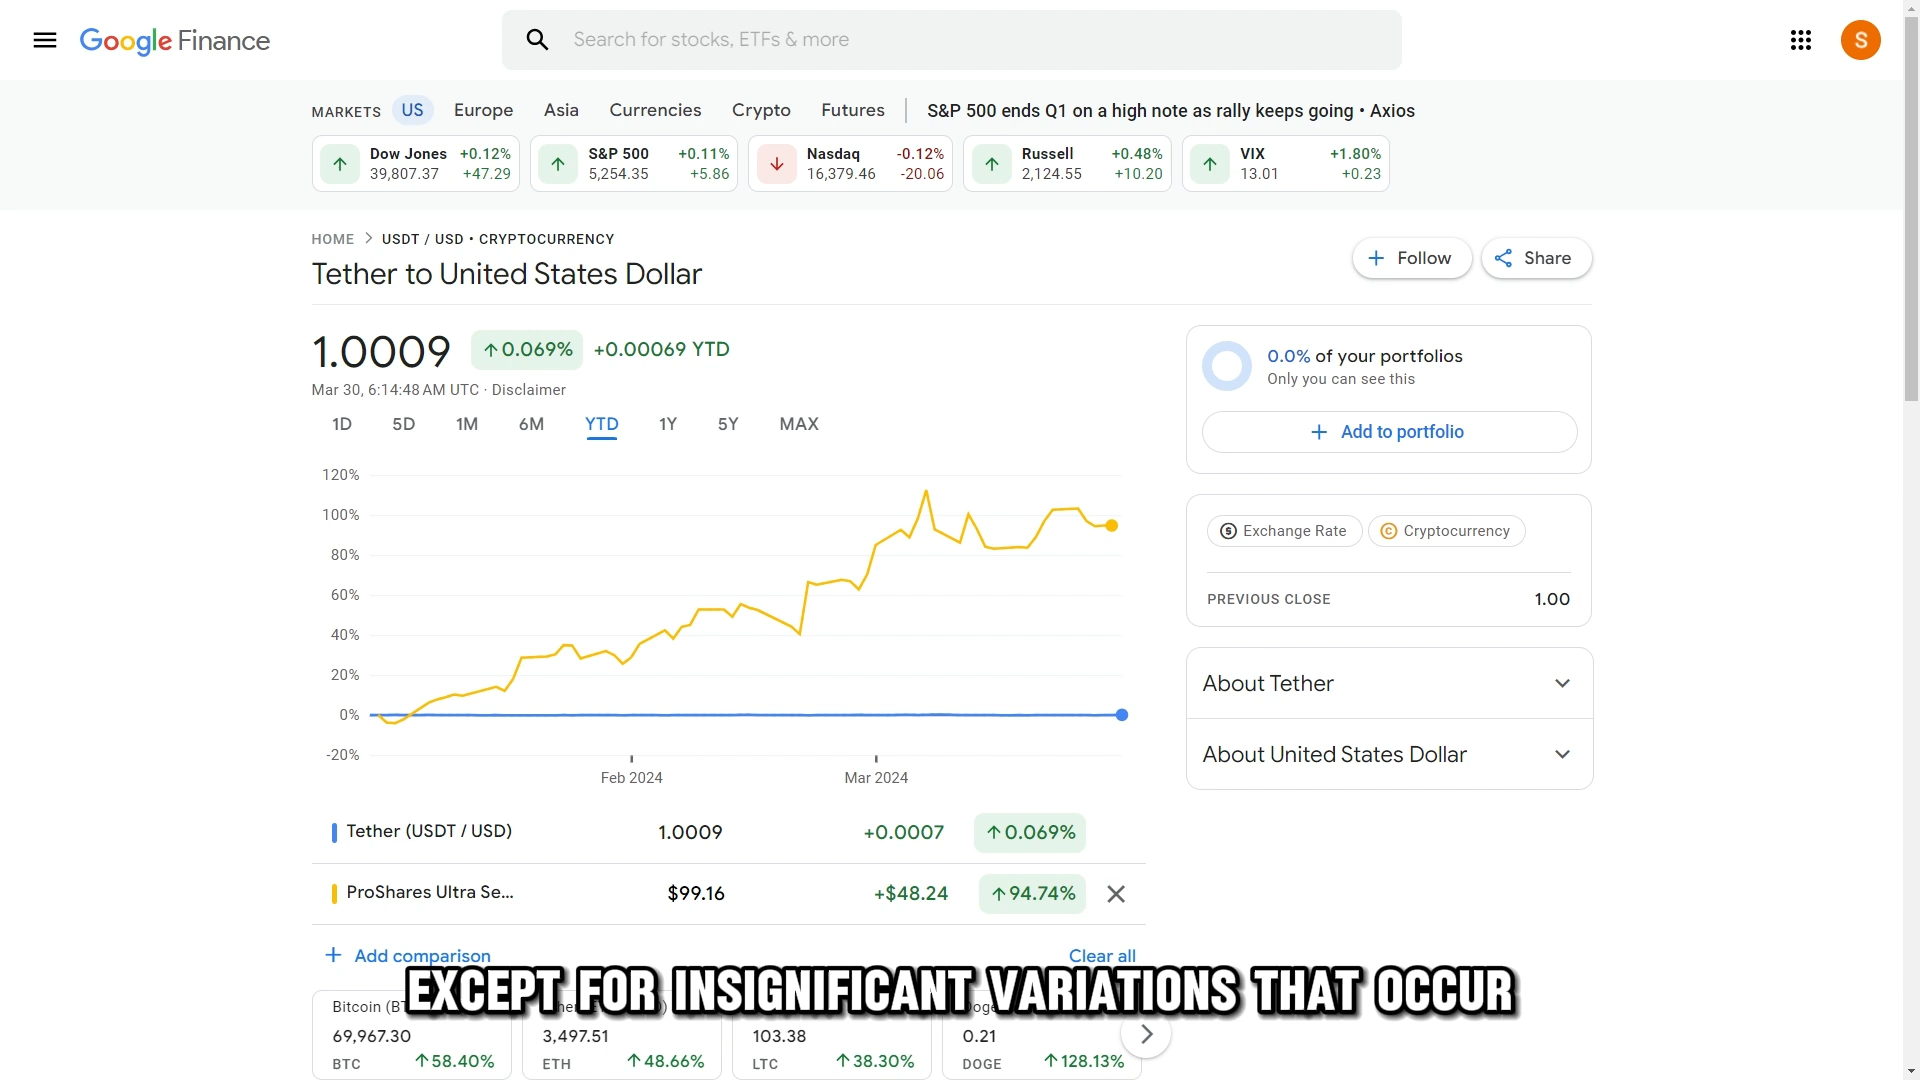 Google Finance
Search for stocks, ETFs & more
S
MARKETS US Europe Asia Currencies Crypto Futures S&P 500 ends Q1 on a high note as rally keeps going • Axios
Dow Jones +0.12%
39,807.37 +47.29
S&P 500 +0.11%
5,254.35 +5.86
Nasdaq -0.12%
16,379.46 -20.06
Russell +0.48%
2,124.55 +10.20
VIX +1.80%
13.01 +0.23
HOME > USDT / USD • CRYPTOCURRENCY
Tether to United States Dollar
+ Follow
Share
1.0009 ↑0.069% +0.00069 YTD
Mar 30, 6:14:48 AM UTC · Disclaimer
1D 5D 1M 6M YTD 1Y 5Y MAX
120%
100%
80%
60%
40%
20%
0%
-20%
Feb 2024 Mar 2024
Tether (USDT / USD) 1.0009 +0.0007 ↑0.069%
ProShares Ultra Se... $99.16 +$48.24 ↑94.74%
+ Add comparison Clear all
0.0% of your portfolios
Only you can see this
+ Add to portfolio
Exchange Rate Cryptocurrency
PREVIOUS CLOSE 1.00
About Tether
About United States Dollar
EXCEPT FOR INSIGNIFICANT VARIATIONS THAT OCCUR
Bitcoin
69,967.30
BTC ↑58.40%
3,497.51
ETH ↑48.66%
103.38
LTC ↑38.30%
0.21
DOGE ↑128.13%